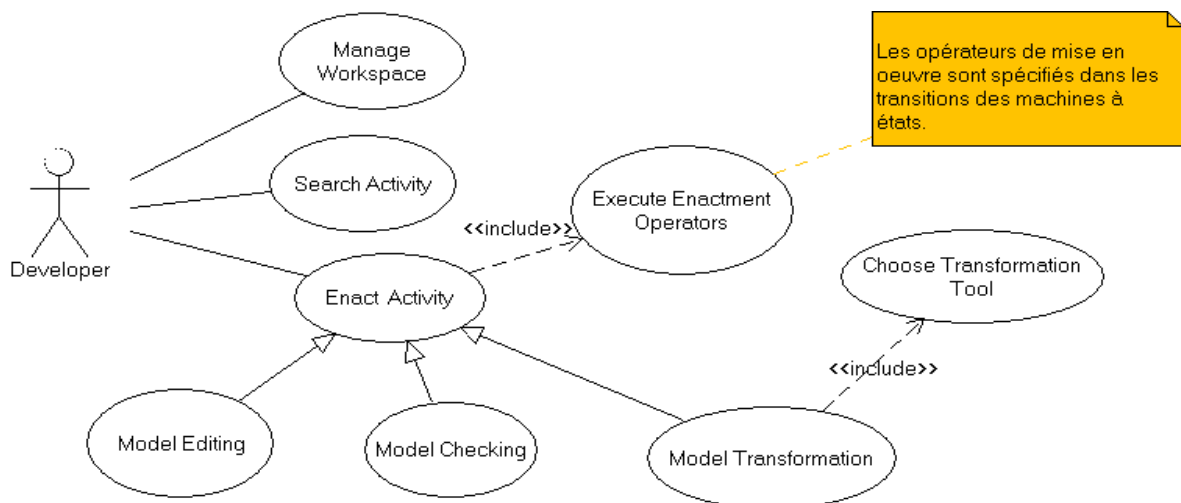 Manage
Workspace
Les opérateurs de mise en
oeuvre sont spécifiés dans les
transitions des machines à
états.
Search Activity
Execute Enactment
Operators
<<include>>
Developer
Choose Transformation
Tool
Enact Activity
<<include>>
Model Editing
Model Checking
Model Transformation